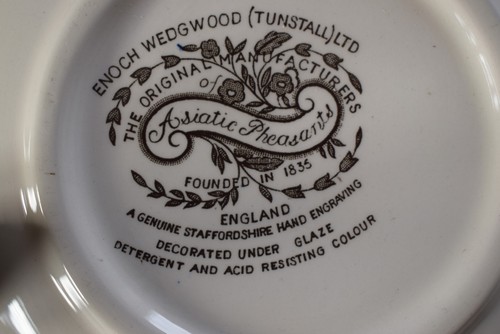 ENOCH WEDGWOOD (TUNSTALL) LTD
THE ORIGINAL MANUFACTURERS
of
Asiatic Pheasants
FOUNDED IN 1835
ENGLAND
A GENUINE STAFFORDSHIRE HAND ENGRAVING
DECORATED UNDER GLAZE
DETERGENT AND ACID RESISTING COLOUR